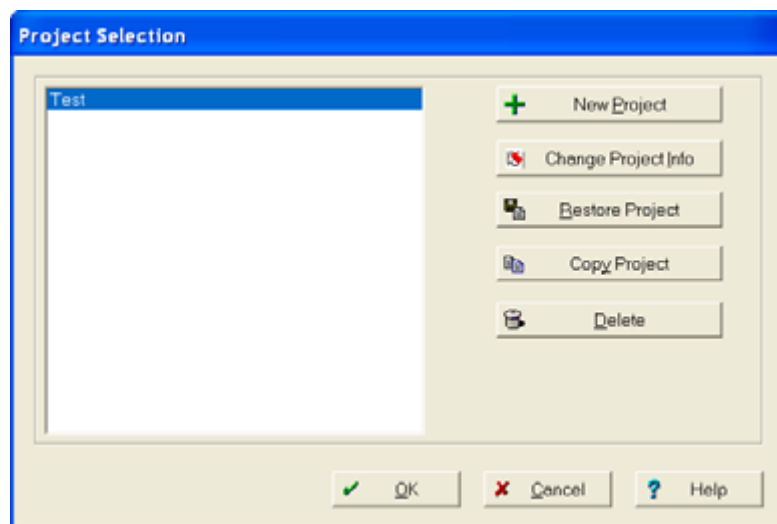 Project Selection
Test
New Project
Change Project Info
Restore Project
Copy Project
Delete
OK
Cancel
Help